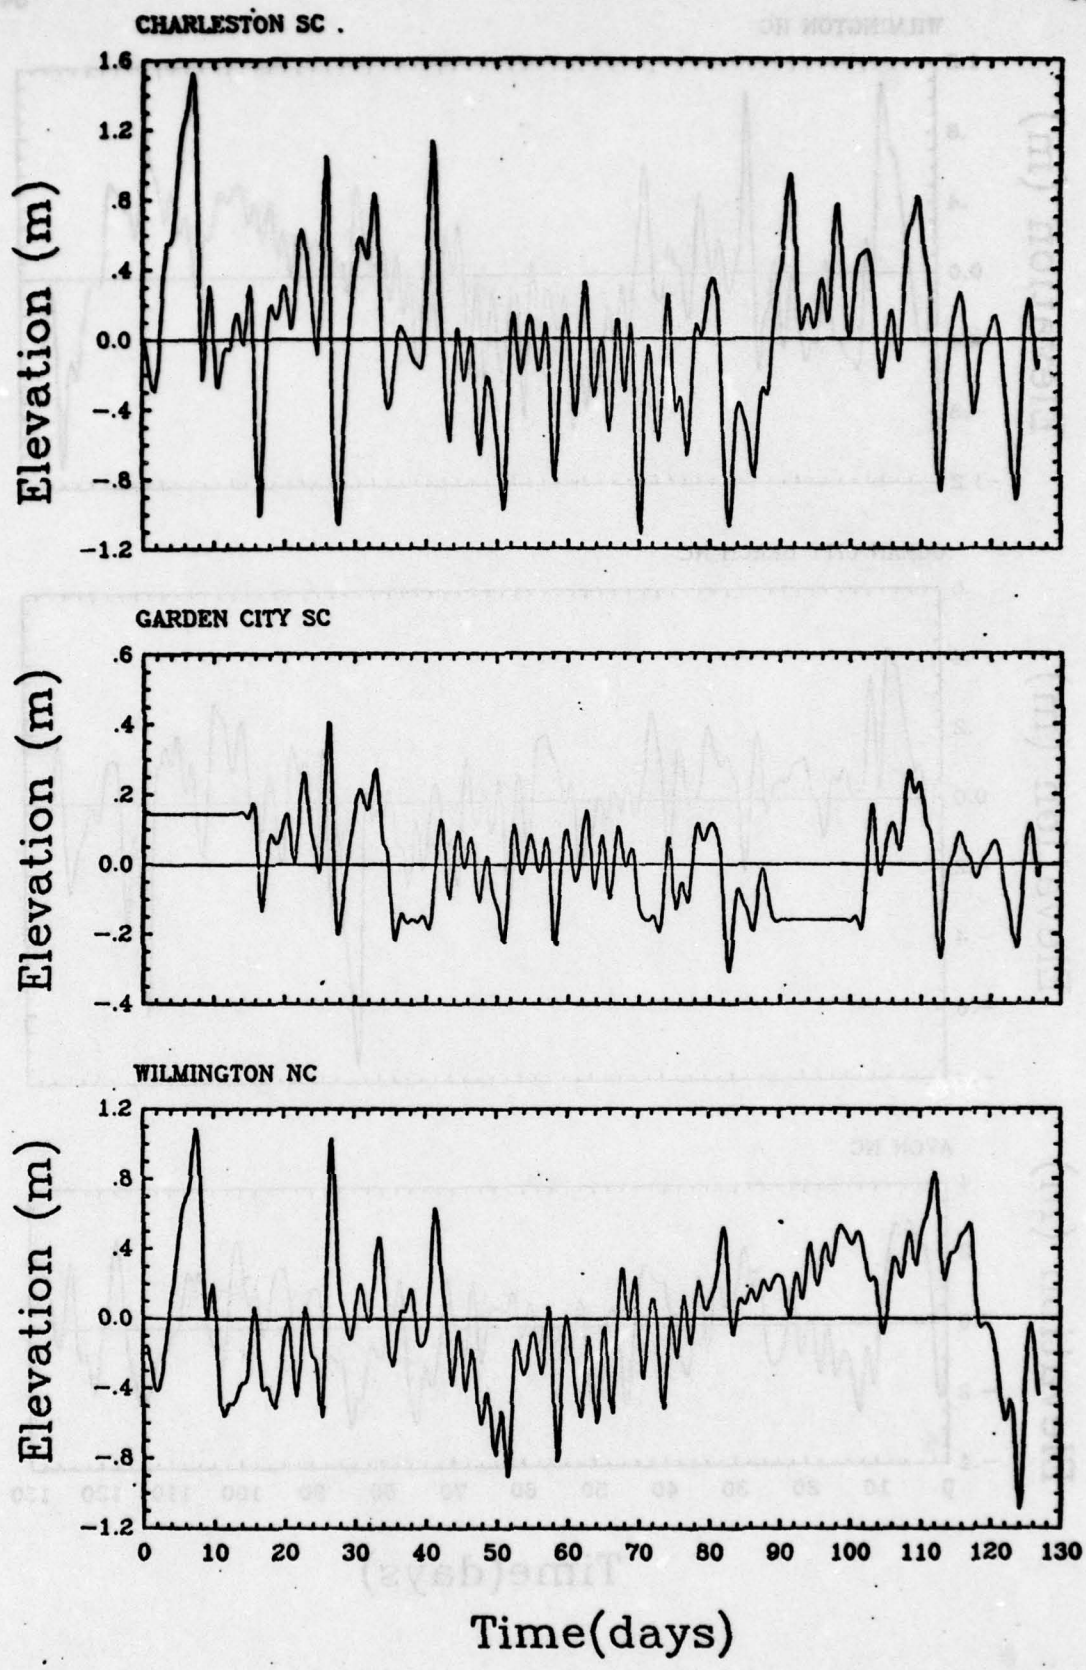 CHARLESTON SC .
Elevation (m)
1.6
1.2
.8
.4
0.0
-.4
-.8
-1.2
GARDEN CITY SC
Elevation (m)
.6
.4
.2
0.0
-.2
-.4
WILMINGTON NC
Elevation (m)
1.2
.8
.4
0.0
-.4
-.8
-1.2
0 10 20 30 40 50 60 70 80 90 100 110 120 130
Time(days)